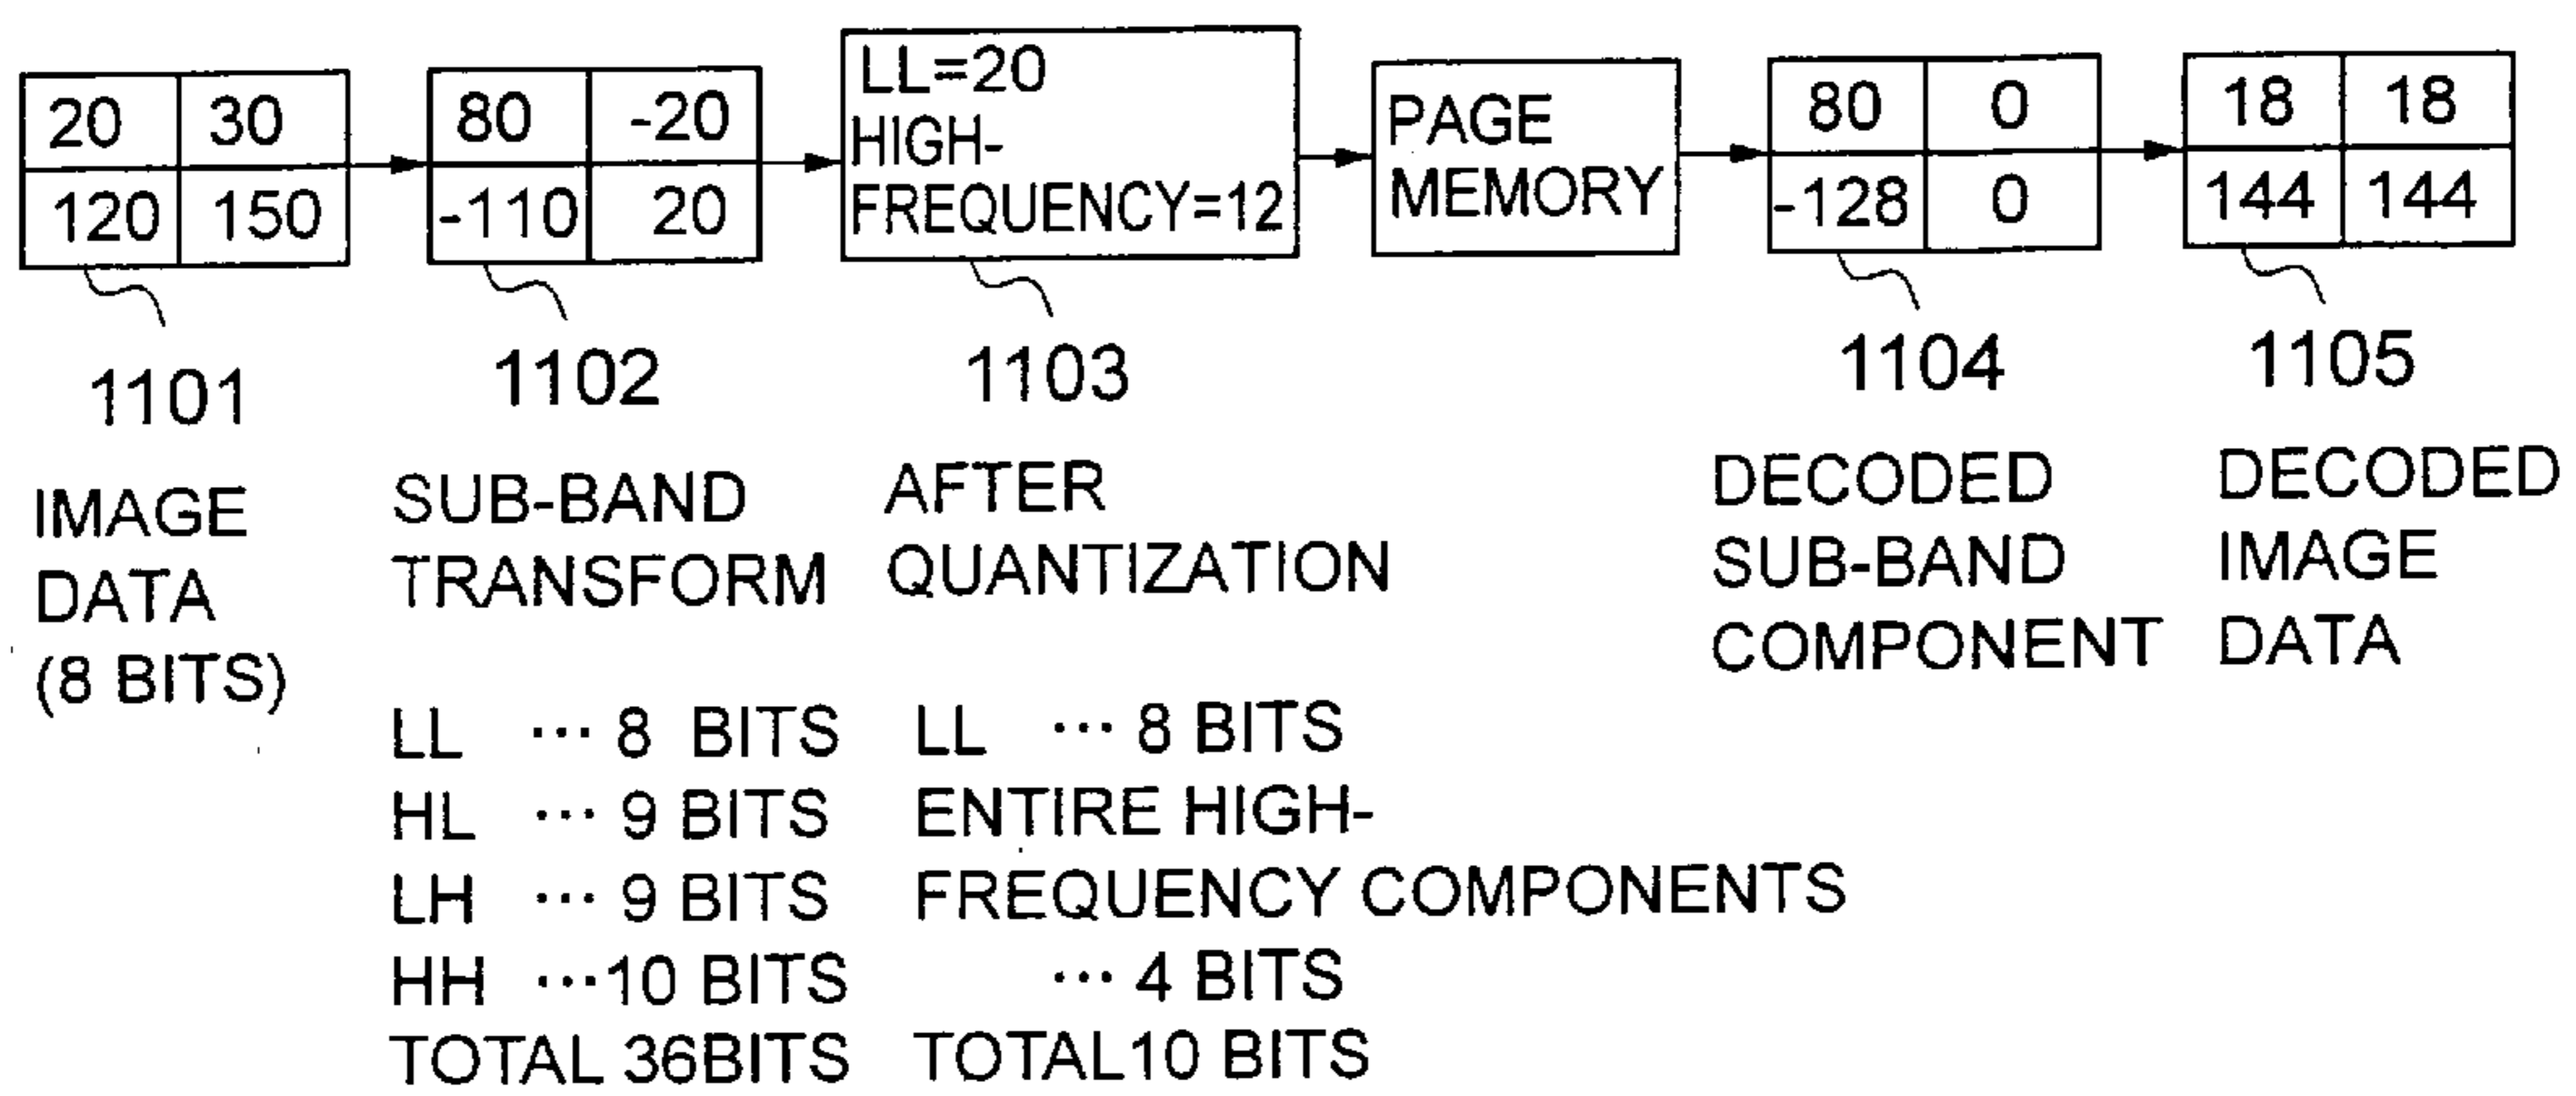 20 30
120 150
80 -20
-110 20
LL=20
HIGH-
FREQUENCY=12
PAGE
MEMORY
80 0
-128 0
18 18
144 144
1101
1102
1103
1104
1105
IMAGE
DATA
(8 BITS)
SUB-BAND
TRANSFORM
AFTER
QUANTIZATION
DECODED
SUB-BAND
COMPONENT
DECODED
IMAGE
DATA
LL ··· 8 BITS
HL ··· 9 BITS
LH ··· 9 BITS
HH ···10 BITS
TOTAL 36BITS
LL ··· 8 BITS
ENTIRE HIGH-
FREQUENCY COMPONENTS
··· 4 BITS
TOTAL10 BITS